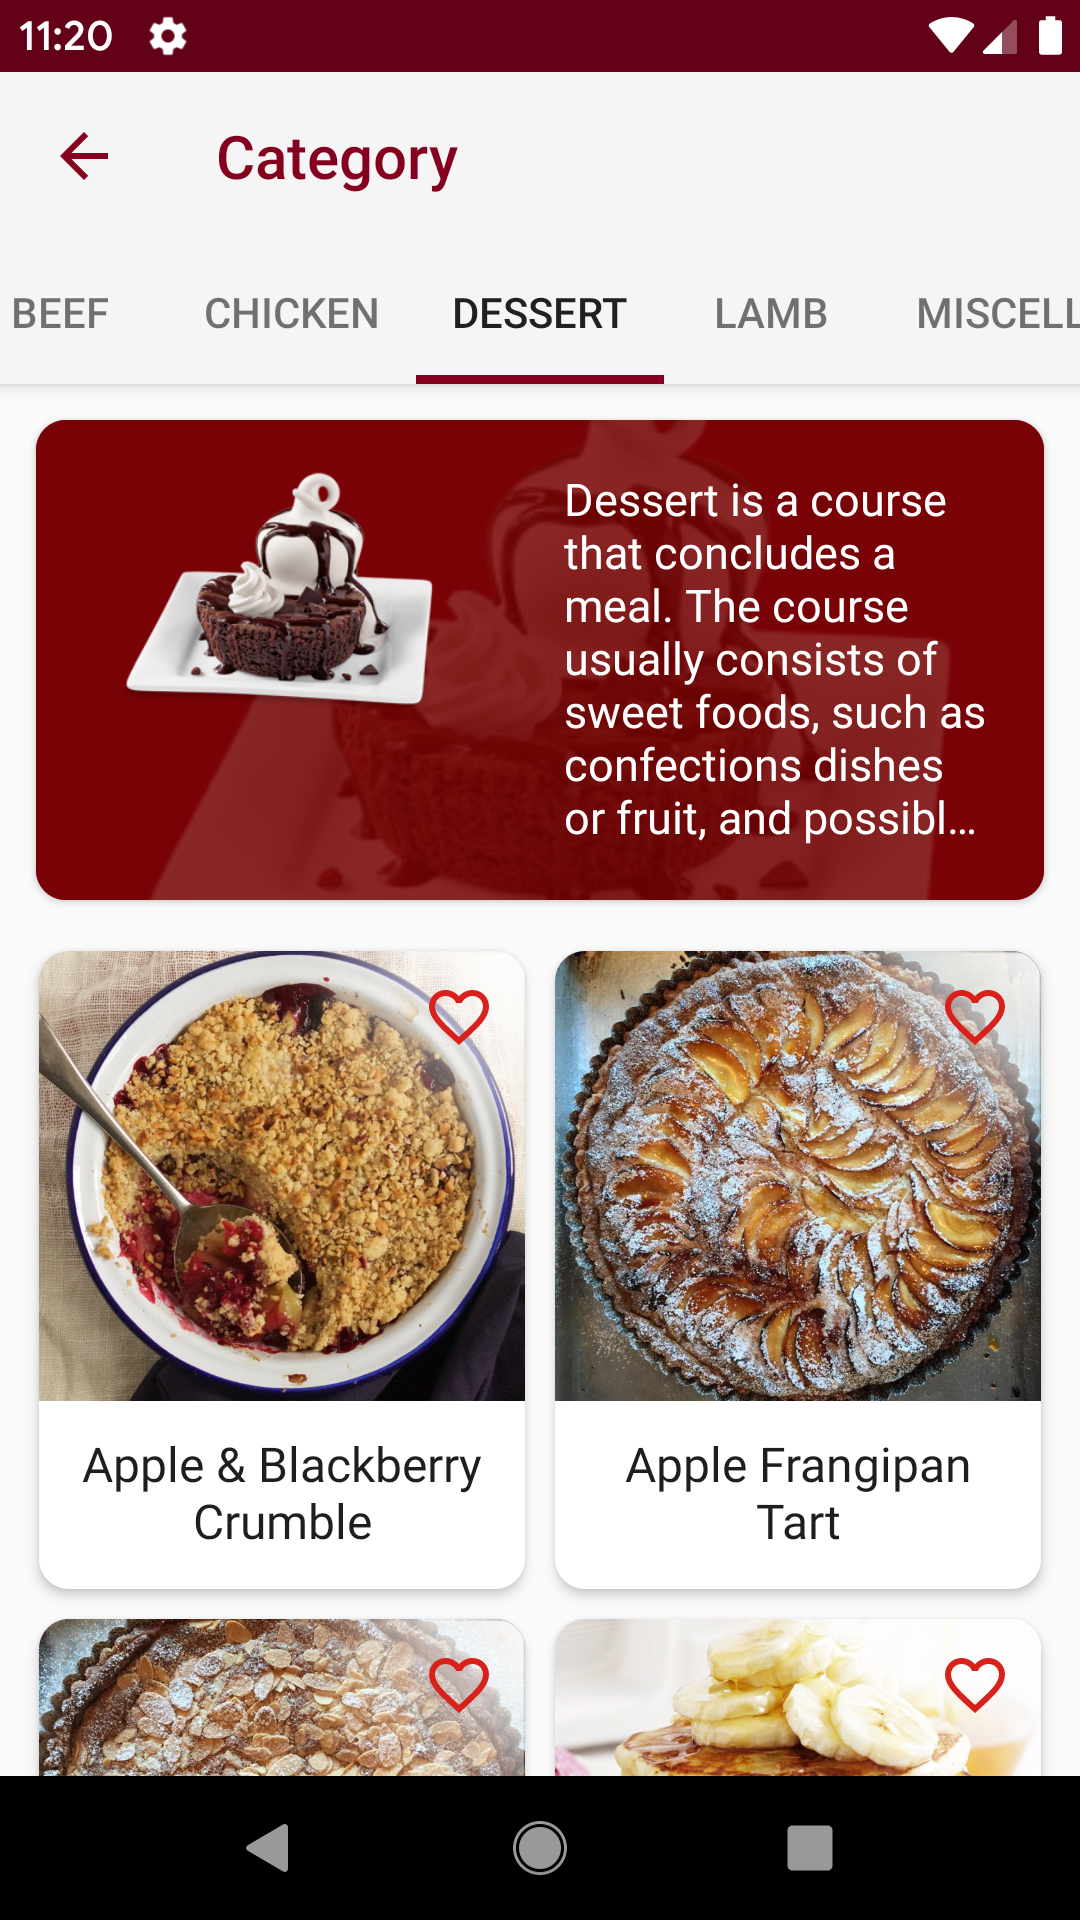 11:20
Category
BEEF CHICKEN DESSERT LAMB MISCELL
Dessert is a course
that concludes a
meal. The course
usually consists of
sweet foods, such as
confections dishes
or fruit, and possibl...
Apple & Blackberry
Crumble
Apple Frangipan
Tart